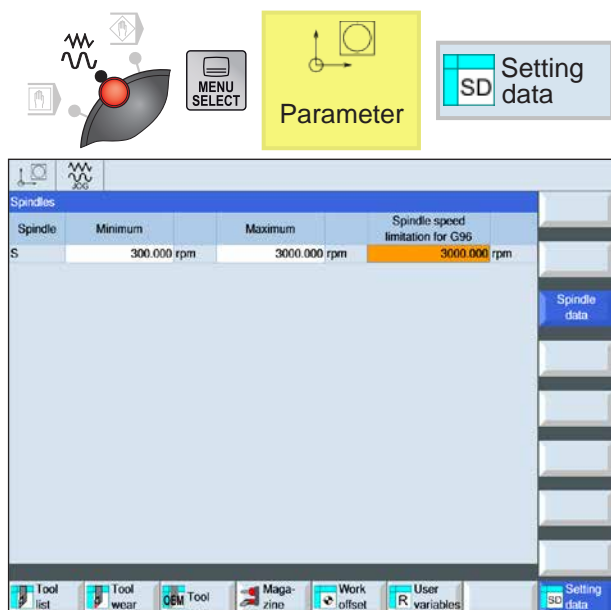 MENU
SELECT
Parameter
SD
Setting
data
JOG
Spindles
Spindle
Minimum
Maximum
Spindle speed
limitation for G96
S
300.000 rpm
3000.000 rpm
3000.000 rpm
Spindle
data
Tool
list
Tool
wear
OEM Tool
Maga-
zine
Work
offset
R
User
variables
SD
Setting
data